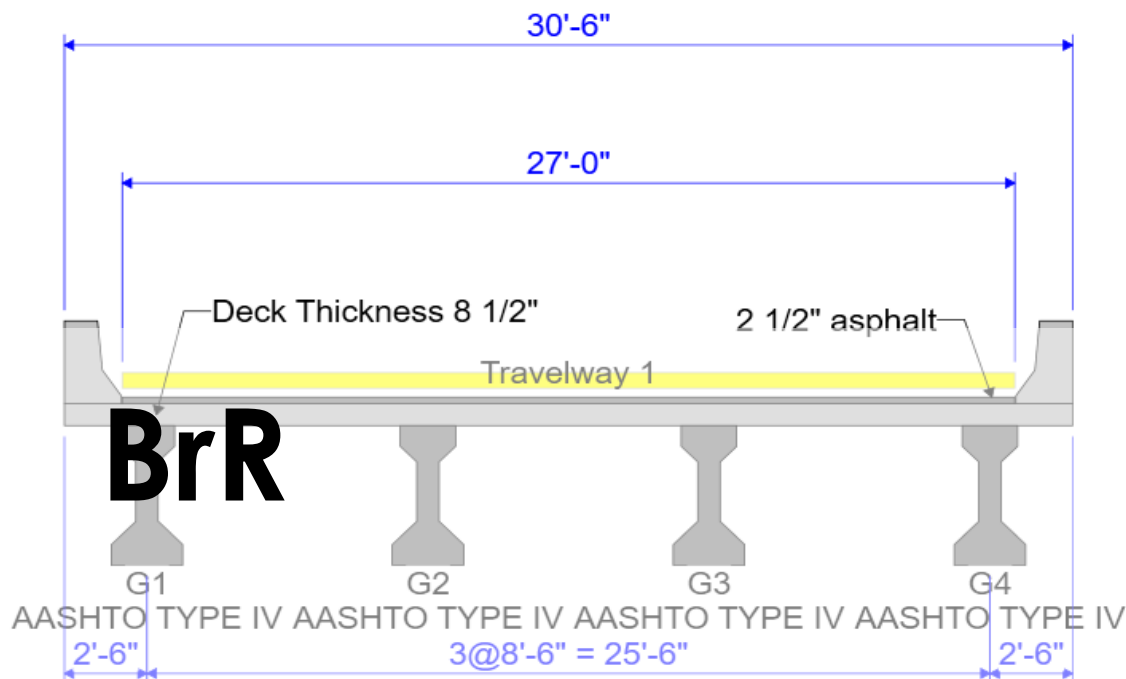 30'-6"
27'-0"
Deck Thickness 8 1/2"
2 1/2" asphalt
Travelway 1
BrR
G1 G2 G3 G4
AASHTO TYPE IV AASHTO TYPE IV AASHTO TYPE IV AASHTO TYPE IV
2'-6" 3@8'-6" = 25'-6" 2'-6"